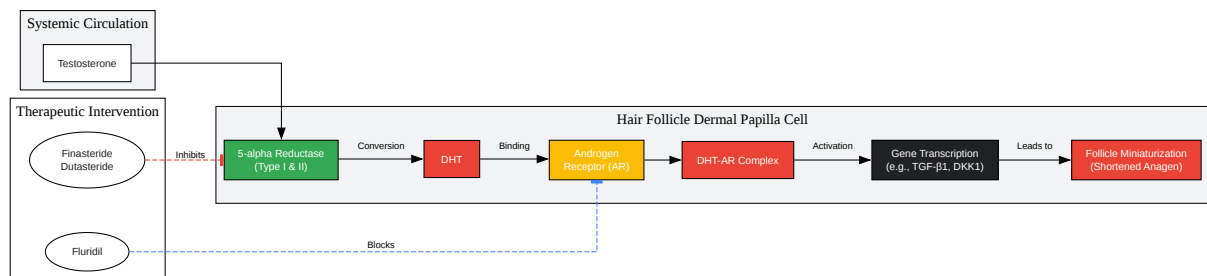 Systemic Circulation
Testosterone
Therapeutic Intervention
Finasteride
Dutasteride
Inhibits
Fluridil
Blocks
Hair Follicle Dermal Papilla Cell
5-alpha Reductase
(Type I & II)
Conversion
DHT
Binding
Androgen
Receptor (AR)
DHT-AR Complex
Activation
Gene Transcription
(e.g., TGF-β1, DKK1)
Leads to
Follicle Miniaturization
(Shortened Anagen)